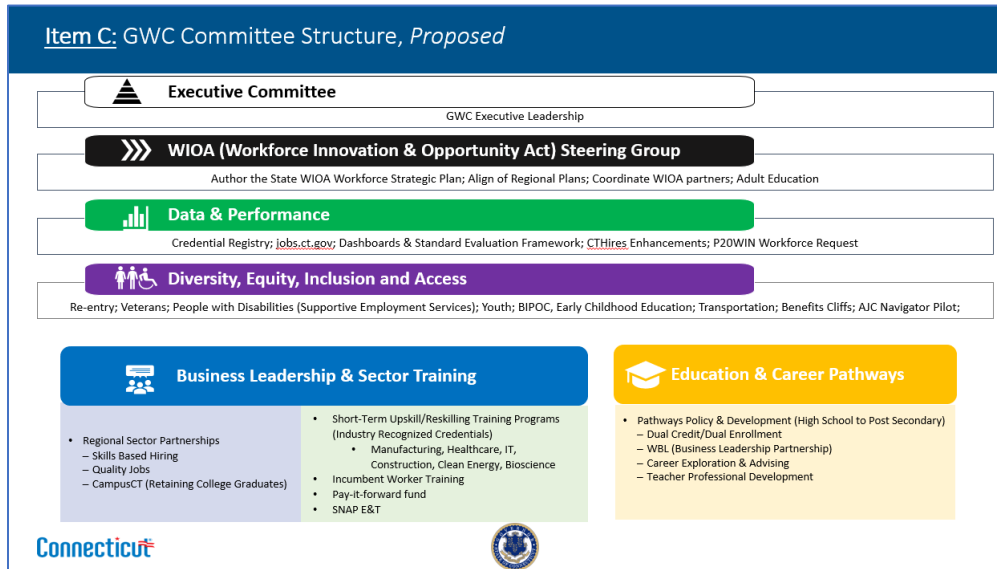 Item C: GWC Committee Structure, Proposed
Executive Committee
GWC Executive Leadership
WIOA (Workforce Innovation & Opportunity Act) Steering Group
Author the State WIOA Workforce Strategic Plan; Align of Regional Plans; Coordinate WIOA partners; Adult Education
Data & Performance
Credential Registry; jobs.ct.gov; Dashboards & Standard Evaluation Framework; CTHires Enhancements; P20WIN Workforce Request
Diversity, Equity, Inclusion and Access
Re-entry; Veterans; People with Disabilities (Supportive Employment Services); Youth; BIPOC, Early Childhood Education; Transportation; Benefits Cliffs; AJC Navigator Pilot;
Business Leadership & Sector Training
• Regional Sector Partnerships
– Skills Based Hiring
– Quality Jobs
– CampusCT (Retaining College Graduates)
• Short-Term Upskill/Reskilling Training Programs
(Industry Recognized Credentials)
• Manufacturing, Healthcare, IT,
Construction, Clean Energy, Bioscience
• Incumbent Worker Training
• Pay-it-forward fund
• SNAP E&T
Education & Career Pathways
• Pathways Policy & Development (High School to Post Secondary)
– Dual Credit/Dual Enrollment
– WBL (Business Leadership Partnership)
– Career Exploration & Advising
– Teacher Professional Development
Connecticut